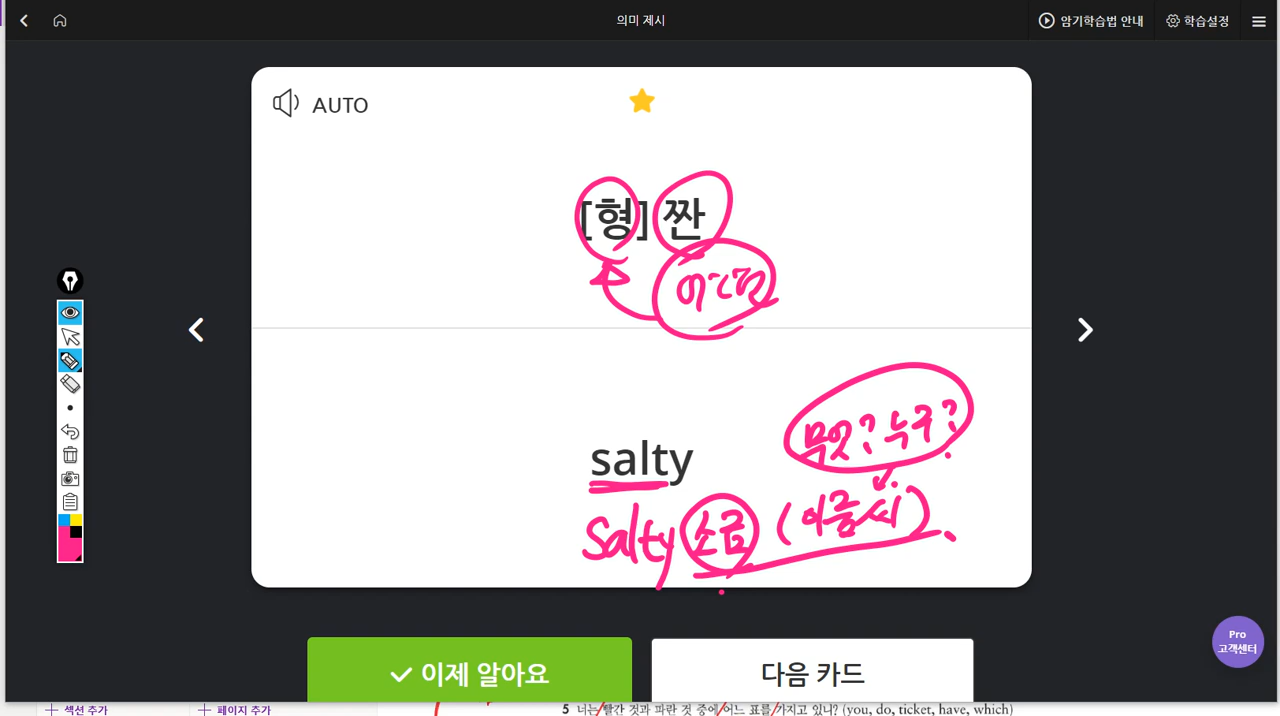 의미 제시
암기학습법 안내
학습설정
AUTO
[형] 짠
어떤
salty
무엇? 누구?
Salty 소금 (이름씨)
Pro
고객센터
이제 알아요
다음 카드
섹션 추가
페이지 추가
5 너는 빨간 것과 파란 것 중에 어느 표를 가지고 있니? (you, do, ticket, have, which)